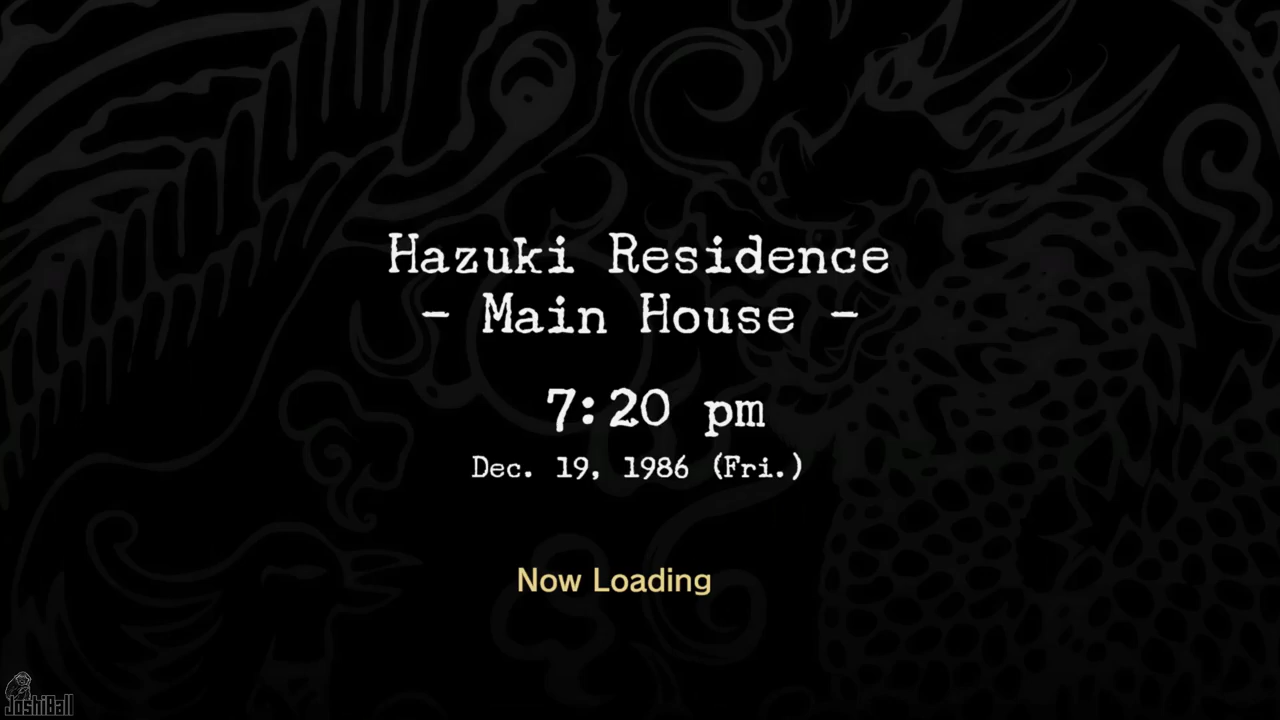 Hazuki Residence
- Main House -
7:20 pm
Dec. 19, 1986 (Fri.)
Now Loading
JoshiBall